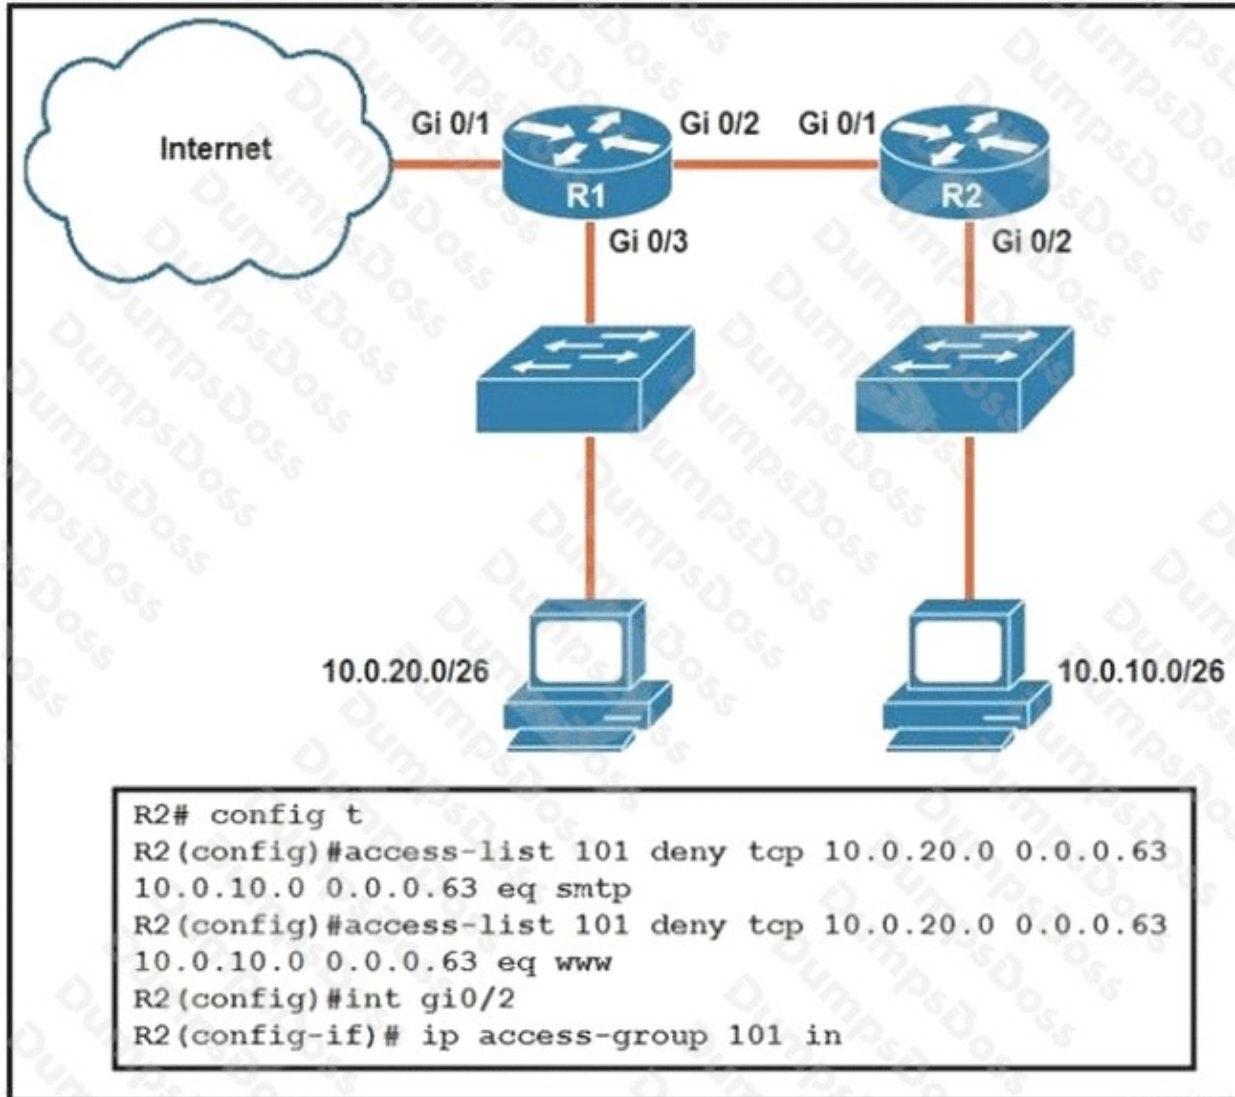 Internet
Gi 0/1
Gi 0/2
Gi 0/1
R1
R2
Gi 0/3
Gi 0/2
10.0.20.0/26
10.0.10.0/26
R2# config t
R2(config)#access-list 101 deny tcp 10.0.20.0 0.0.0.63
10.0.10.0 0.0.0.63 eq smtp
R2(config)#access-list 101 deny tcp 10.0.20.0 0.0.0.63
10.0.10.0 0.0.0.63 eq www
R2(config)#int gi0/2
R2(config-if)# ip access-group 101 in
DumpsDoss